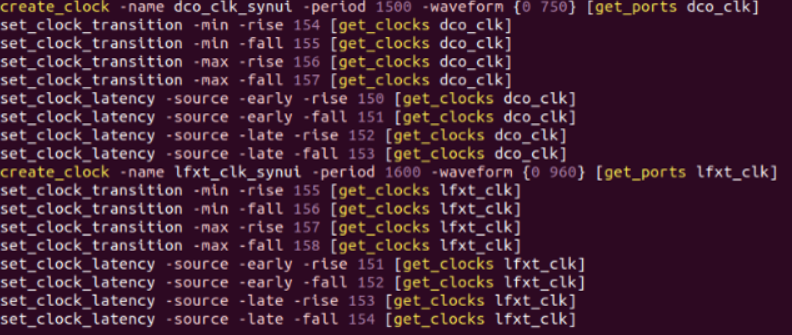 create_clock -name dco_clk_synui -period 1500 -waveform {0 750} [get_ports dco_clk]
set_clock_transition -min -rise 154 [get_clocks dco_clk]
set_clock_transition -min -fall 155 [get_clocks dco_clk]
set_clock_transition -max -rise 156 [get_clocks dco_clk]
set_clock_transition -max -fall 157 [get_clocks dco_clk]
set_clock_latency -source -early -rise 150 [get_clocks dco_clk]
set_clock_latency -source -early -fall 151 [get_clocks dco_clk]
set_clock_latency -source -late -rise 152 [get_clocks dco_clk]
set_clock_latency -source -late -fall 153 [get_clocks dco_clk]
create_clock -name lfxt_clk_synui -period 1600 -waveform {0 960} [get_ports lfxt_clk]
set_clock_transition -min -rise 155 [get_clocks lfxt_clk]
set_clock_transition -min -fall 156 [get_clocks lfxt_clk]
set_clock_transition -max -rise 157 [get_clocks lfxt_clk]
set_clock_transition -max -fall 158 [get_clocks lfxt_clk]
set_clock_latency -source -early -rise 151 [get_clocks lfxt_clk]
set_clock_latency -source -early -fall 152 [get_clocks lfxt_clk]
set_clock_latency -source -late -rise 153 [get_clocks lfxt_clk]
set_clock_latency -source -late -fall 154 [get_clocks lfxt_clk]